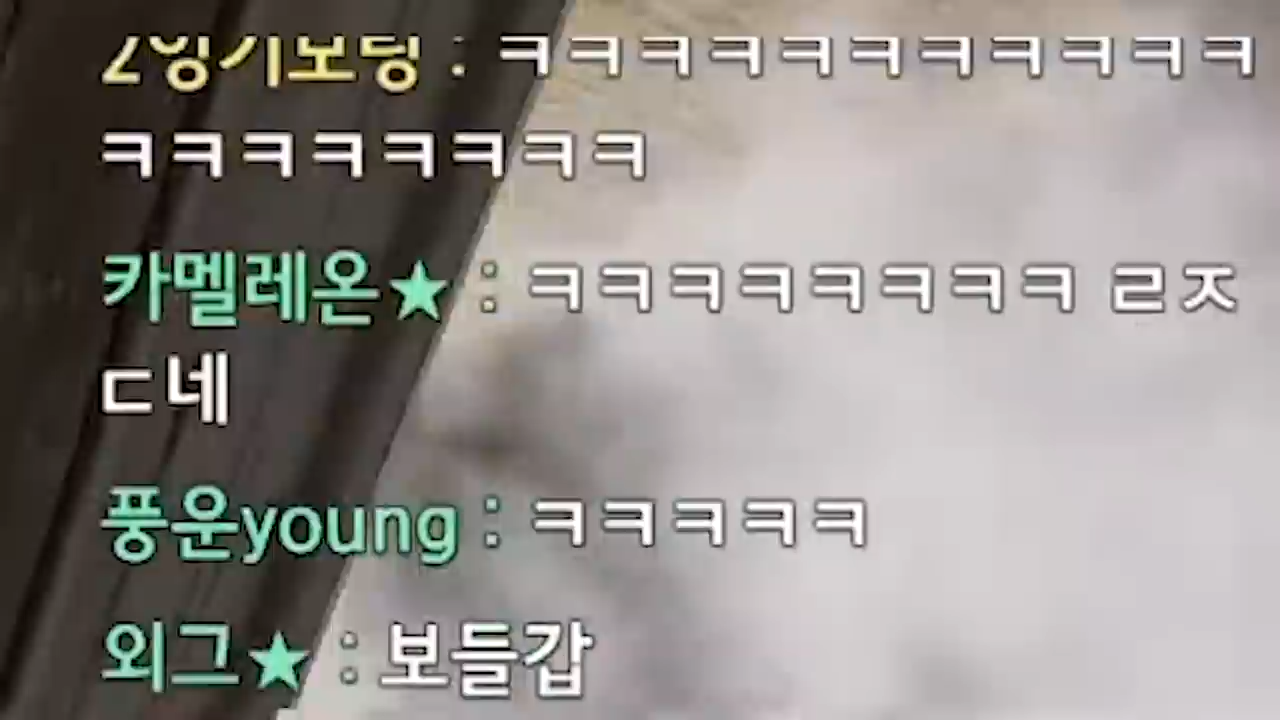 : ㅋㅋㅋㅋㅋㅋㅋㅋㅋㅋㅋ
ㅋㅋㅋㅋㅋㅋㅋㅋ
카멜레온★ : ㅋㅋㅋㅋㅋㅋㅋㅋ ㄹㅈ
ㄷ네
풍운young : ㅋㅋㅋㅋㅋ
외그★ : 보들갑